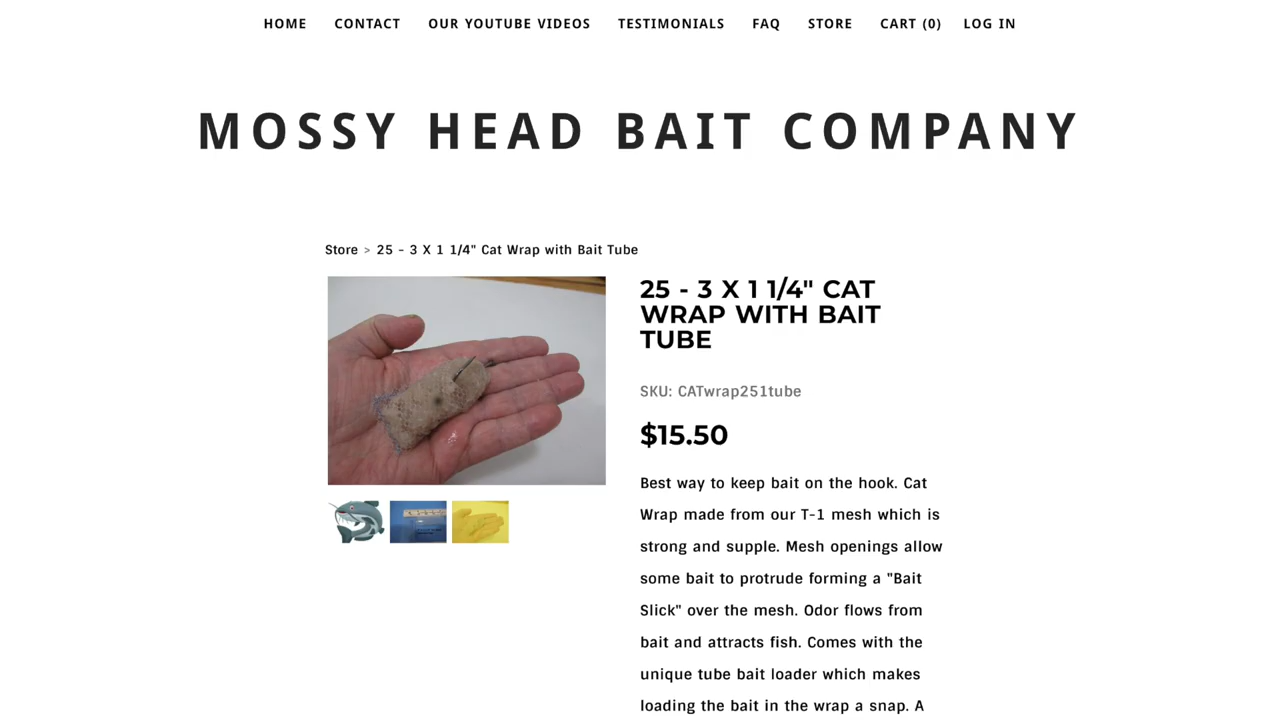 HOME CONTACT OUR YOUTUBE VIDEOS TESTIMONIALS FAQ STORE CART (0) LOG IN
MOSSY HEAD BAIT COMPANY
Store > 25 - 3 X 1 1/4" Cat Wrap with Bait Tube
25 - 3 X 1 1/4" CAT
WRAP WITH BAIT
TUBE
SKU: CATwrap251tube
$15.50
Best way to keep bait on the hook. Cat
Wrap made from our T-1 mesh which is
strong and supple. Mesh openings allow
some bait to protrude forming a "Bait
Slick" over the mesh. Odor flows from
bait and attracts fish. Comes with the
unique tube bait loader which makes
loading the bait in the wrap a snap. A